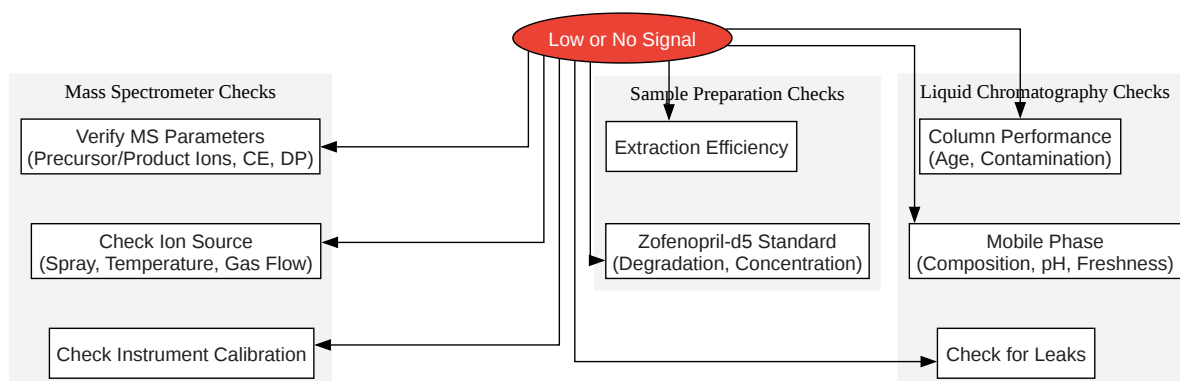 Low or No Signal
Mass Spectrometer Checks
Verify MS Parameters
(Precursor/Product Ions, CE, DP)
Check Ion Source
(Spray, Temperature, Gas Flow)
Check Instrument Calibration
Sample Preparation Checks
Extraction Efficiency
Zofenopril-d5 Standard
(Degradation, Concentration)
Liquid Chromatography Checks
Column Performance
(Age, Contamination)
Mobile Phase
(Composition, pH, Freshness)
Check for Leaks